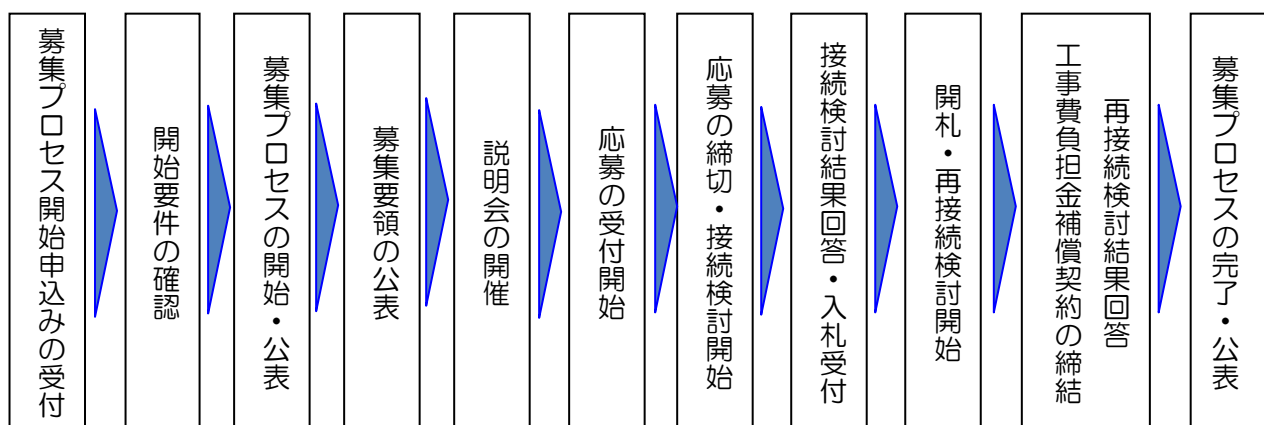 募集プロセス開始申込みの受付
開始要件の確認
募集プロセスの開始・公表
募集要領の公表
説明会の開催
応募の受付開始
応募の締切・接続検討開始
接続検討結果回答・入札受付
開札・再接続検討開始
再接続検討結果回答
工事費負担金補償契約の締結
募集プロセスの完了・公表